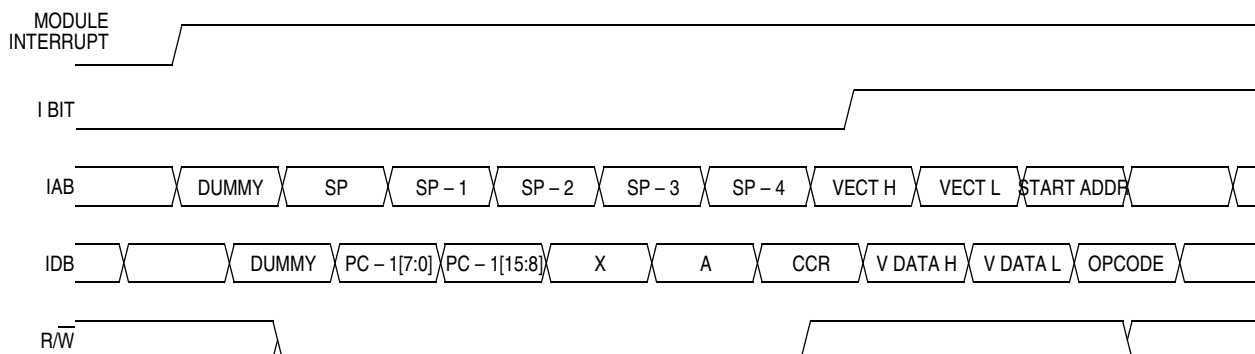 MODULE
INTERRUPT
I BIT
IAB DUMMY SP SP – 1 SP – 2 SP – 3 SP – 4 VECT H VECT L START ADDR
IDB DUMMY PC – 1[7:0] PC – 1[15:8] X A CCR V DATA H V DATA L OPCODE
R/W̅